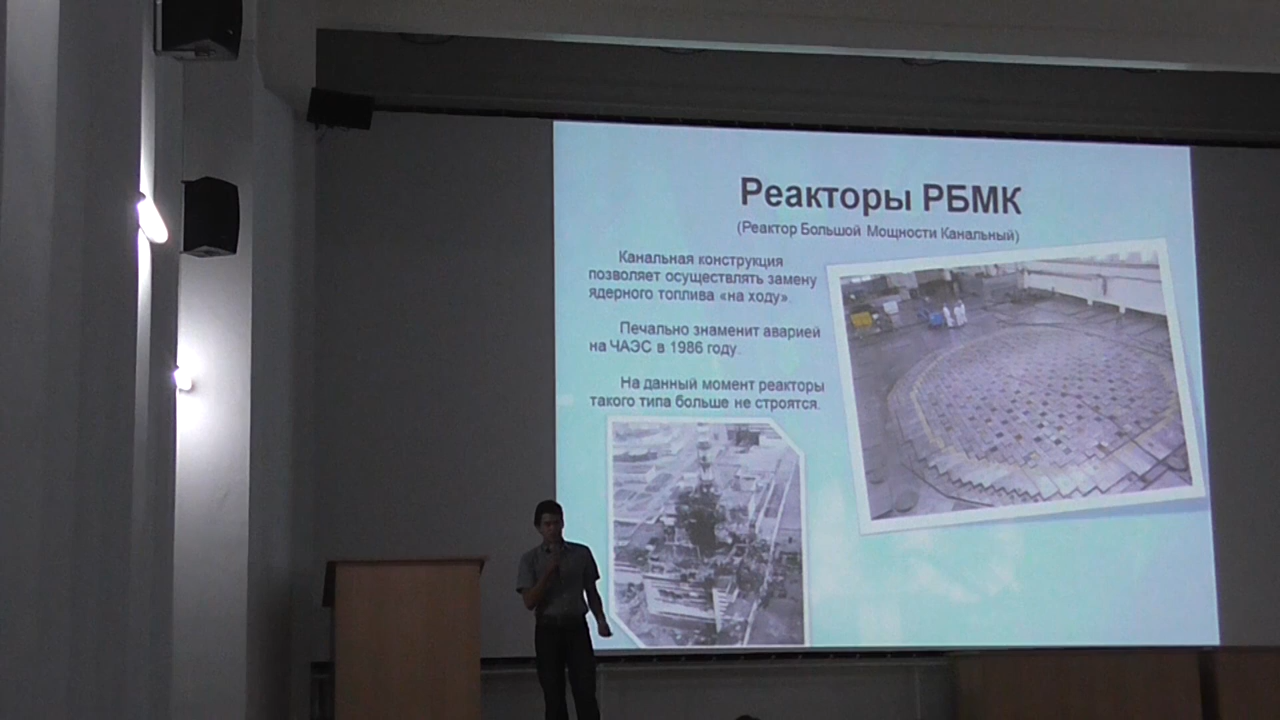 Реакторы РБМК
(Реактор Большой Мощности Канальный)
Канальная конструкция
позволяет осуществлять замену
ядерного топлива «на ходу».
Печально знаменит аварией
на ЧАЭС в 1986 году.
На данный момент реакторы
такого типа больше не строятся.